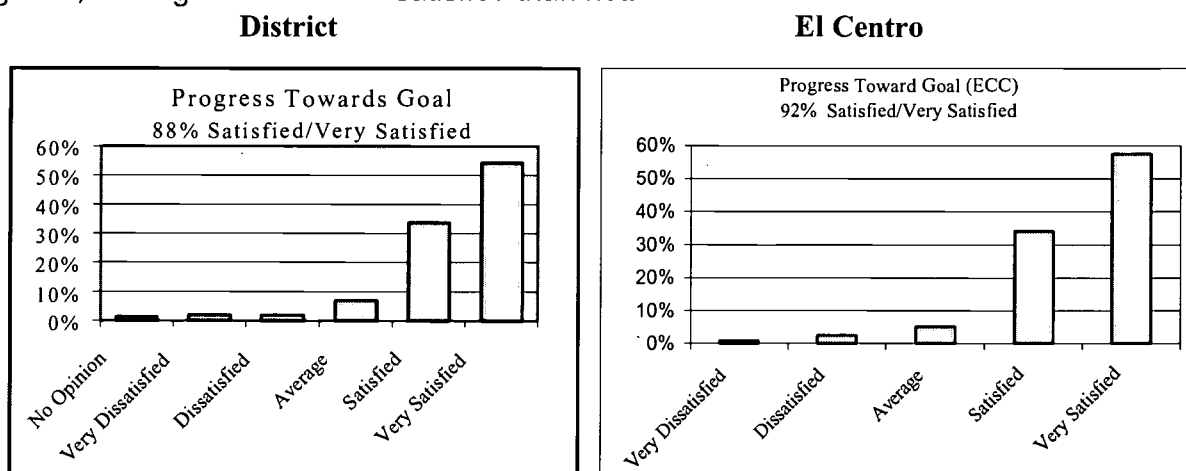 District
Progress Towards Goal
88% Satisfied/Very Satisfied
60%
50%
40%
30%
20%
10%
0%
No Opinion
Very Dissatisfied
Dissatisfied
Average
Satisfied
Very Satisfied
El Centro
Progress Toward Goal (ECC)
92% Satisfied/Very Satisfied
60%
50%
40%
30%
20%
10%
0%
Very Dissatisfied
Dissatisfied
Average
Satisfied
Very Satisfied